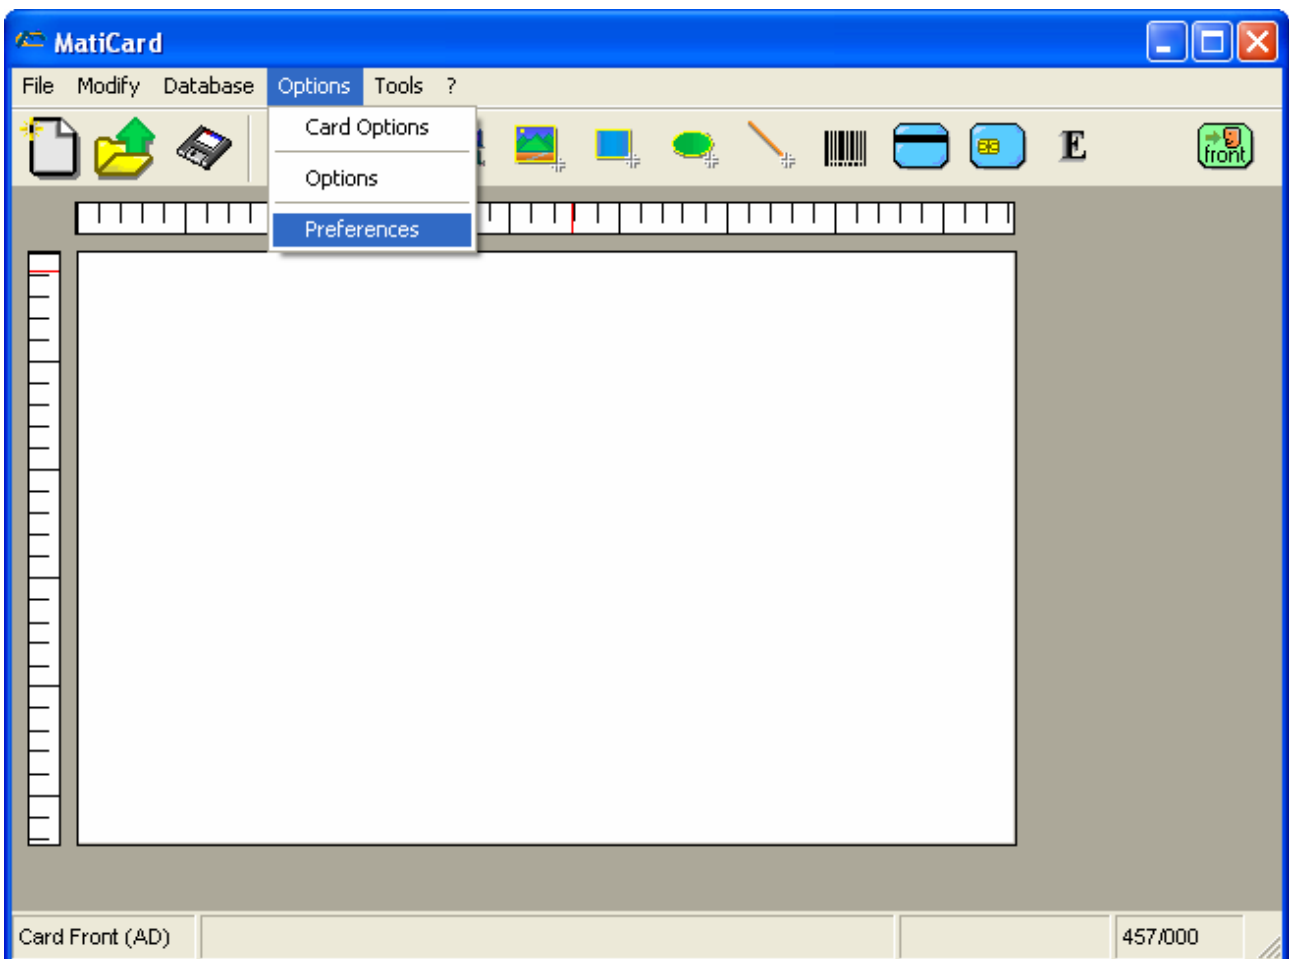 MatiCard
File Modify Database Options Tools ?
Card Options
Options
Preferences
E
front
Card Front (AD)
457/000